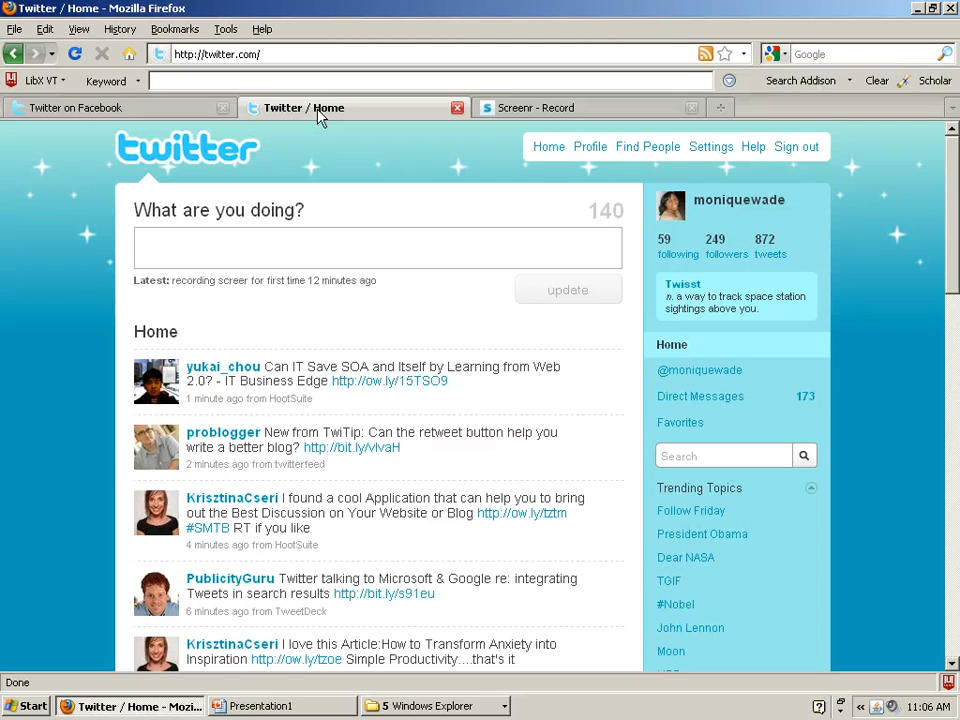 Twitter / Home - Mozilla Firefox
File Edit View History Bookmarks Tools Help
http://twitter.com/
Google
LibX VT Keyword Search Addison Clear Scholar
Twitter on Facebook Twitter / Home Screenr - Record
twitter
Home Profile Find People Settings Help Sign out
What are you doing? 140
Latest: recording screer for first time 12 minutes ago
update
Home
yukai_chou Can IT Save SOA and Itself by Learning from Web
2.0? - IT Business Edge http://ow.ly/15TSO9
1 minute ago from HootSuite
problogger New from TwiTip: Can the retweet button help you
write a better blog? http://bit.ly/vlvaH
2 minutes ago from twitterfeed
KrisztinaCseri I found a cool Application that can help you to bring
out the Best Discussion on Your Website or Blog http://ow.ly/tztm
#SMTB RT if you like
4 minutes ago from HootSuite
PublicityGuru Twitter talking to Microsoft & Google re: integrating
Tweets in search results http://bit.ly/s91eu
6 minutes ago from TweetDeck
KrisztinaCseri I love this Article:How to Transform Anxiety into
Inspiration http://ow.ly/tzoe Simple Productivity....that's it
moniquewade
59 249 872
following followers tweets
Twisst
n. a way to track space station
sightings above you.
Home
@moniquewade
Direct Messages 173
Favorites
Search
Trending Topics
Follow Friday
President Obama
Dear NASA
TGIF
#Nobel
John Lennon
Moon
Done
Start Twitter / Home - Mozi... Presentation1 5 Windows Explorer 11:06 AM